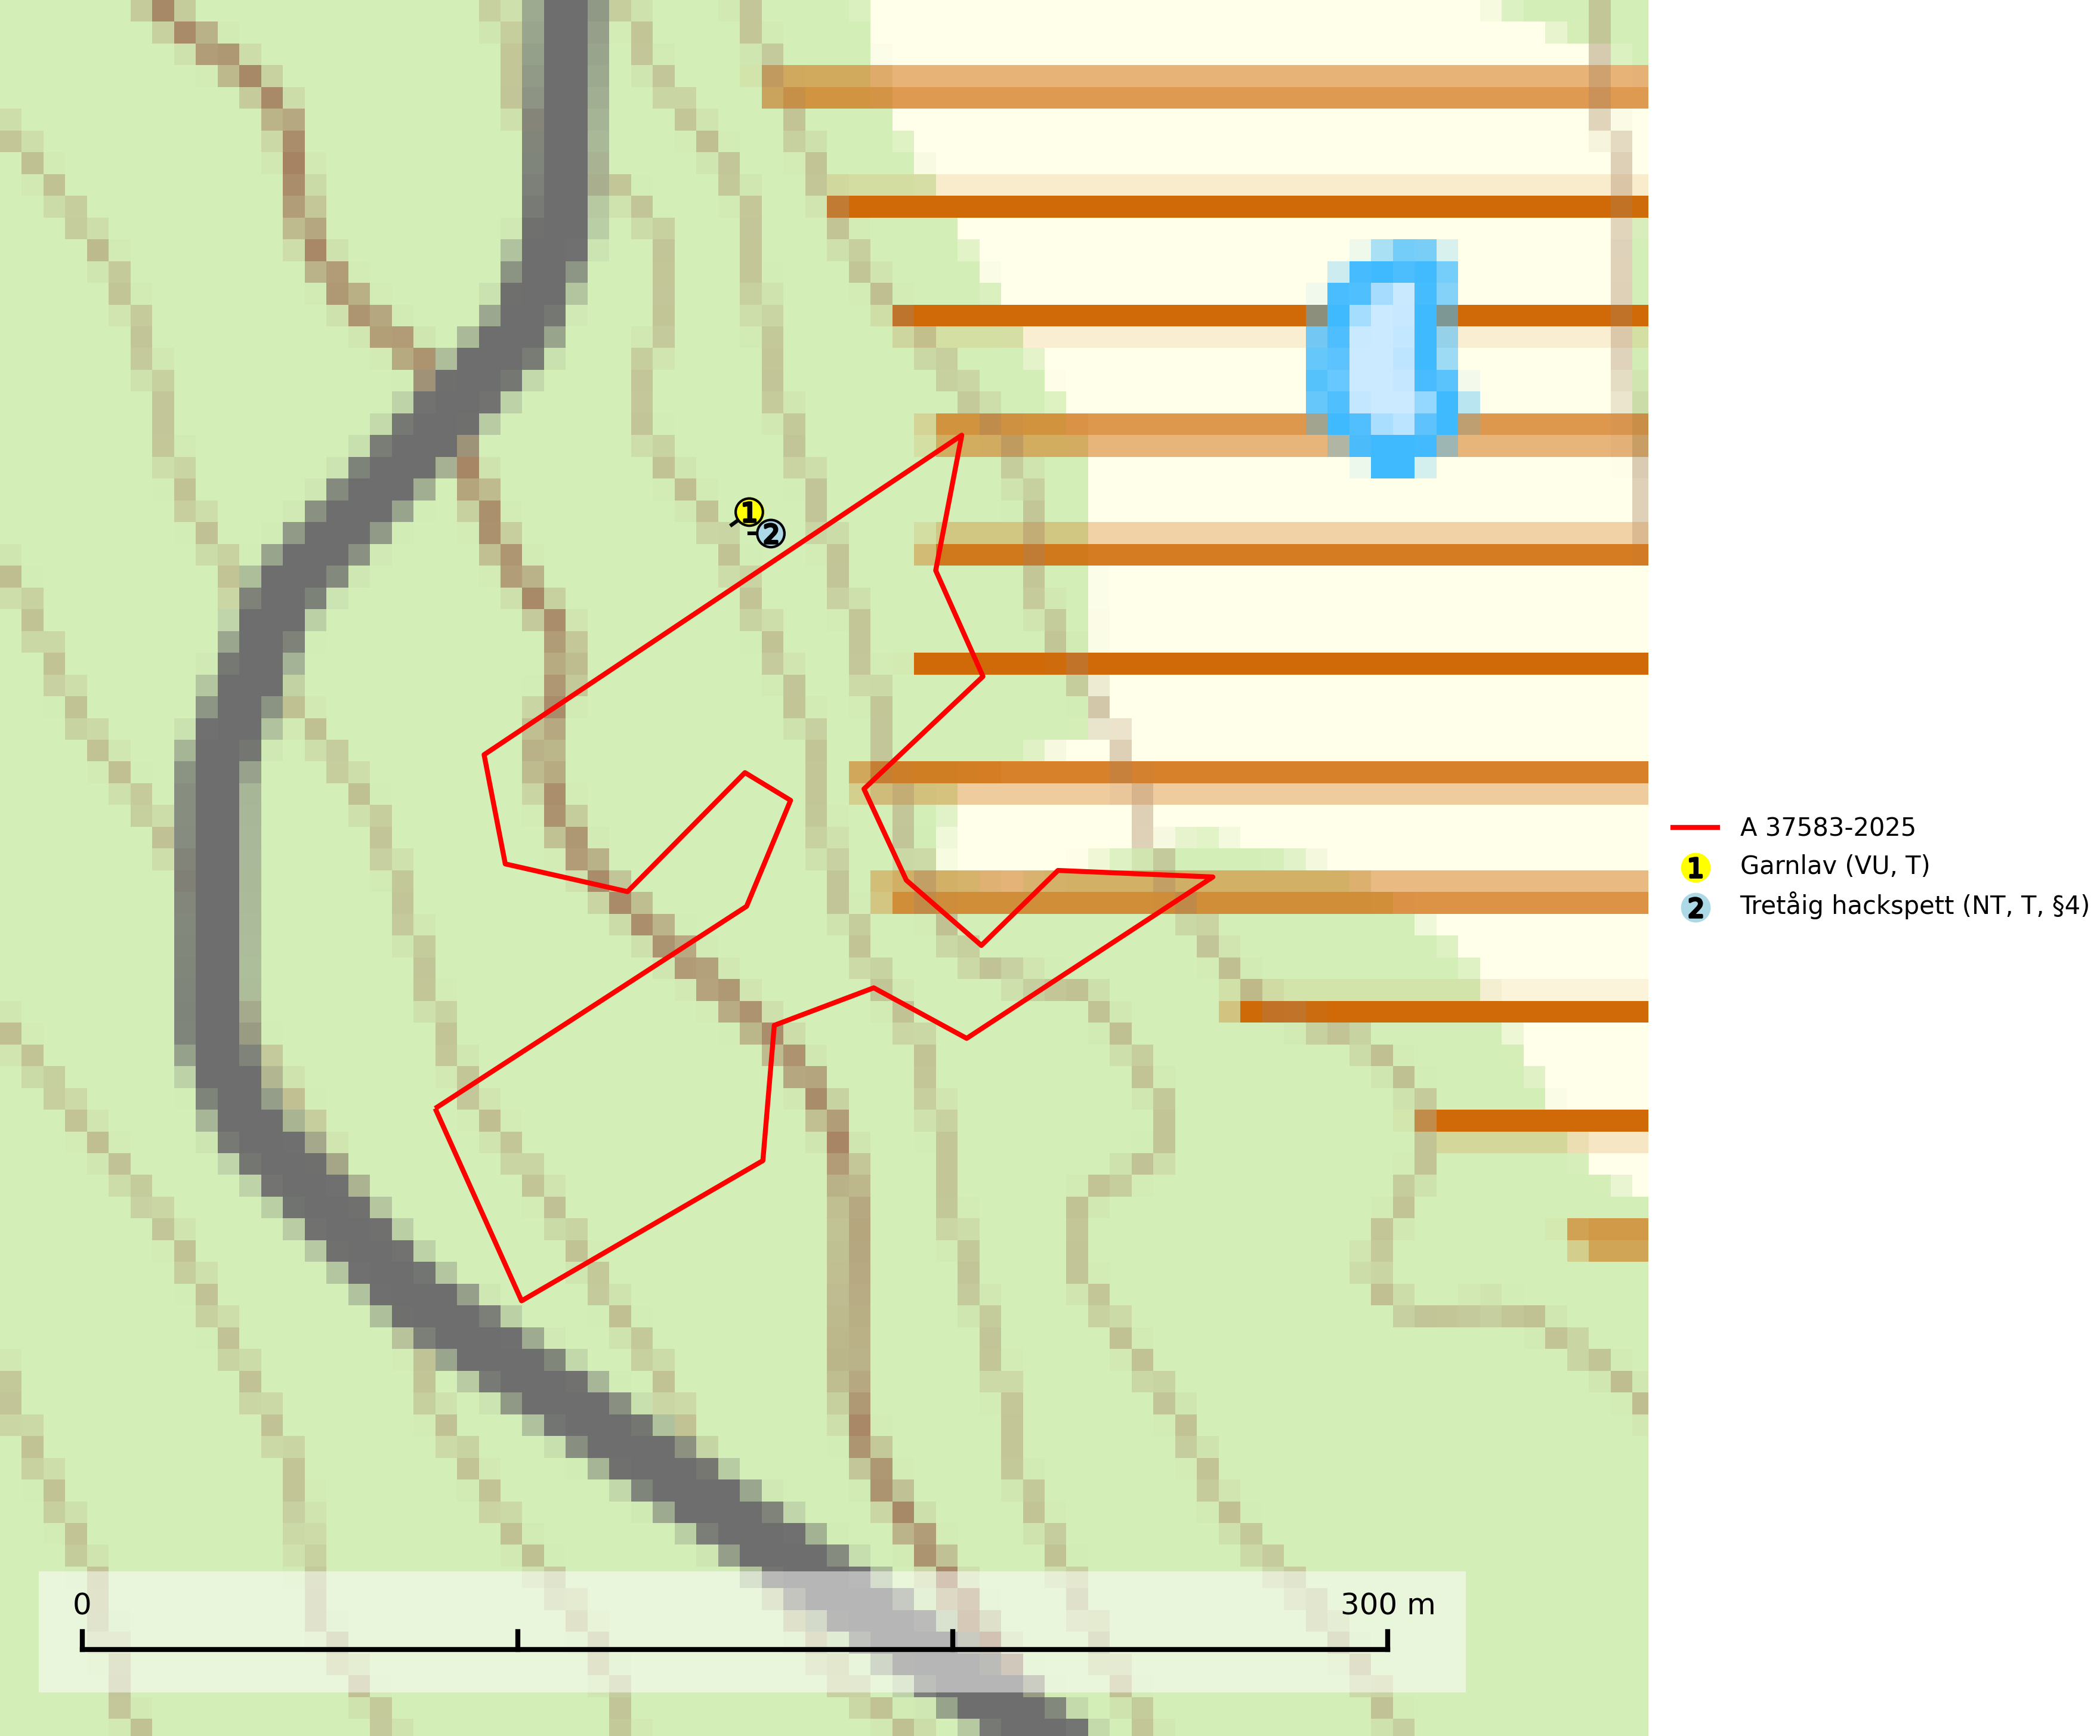 1
2
A 37583-2025
1 Garnlav (VU, T)
2 Tretåig hackspett (NT, T, §4)
0 300 m